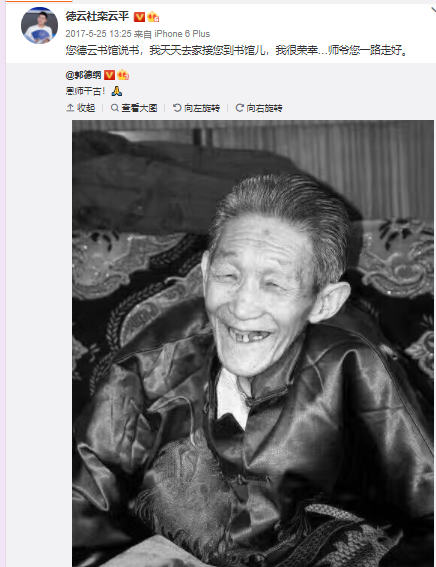 德云社栾云平
2017-5-25 13:25 来自 iPhone 6 Plus
您德云书馆说书，我天天去家接您到书馆儿，我很荣幸...师爷您一路走好。
@郭德纲
恩师千古！
收起 查看大图 向左旋转 向右旋转